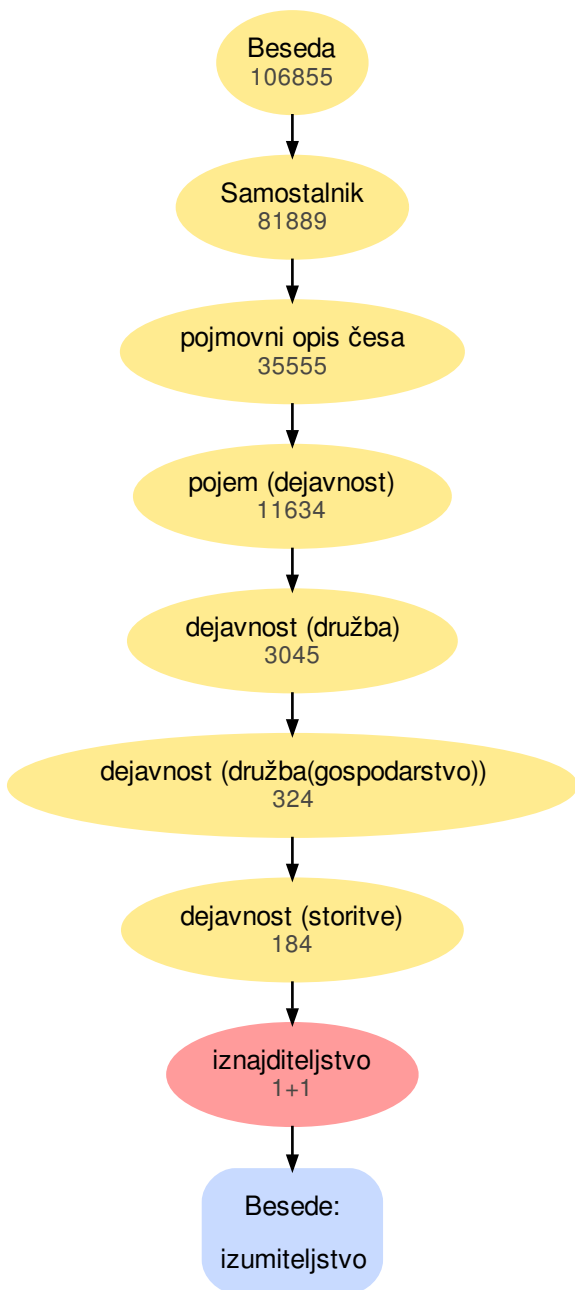 Beseda
106855
Samostalnik
81889
pojmovni opis česa
35555
pojem (dejavnost)
11634
dejavnost (družba)
3045
dejavnost (družba(gospodarstvo))
324
dejavnost (storitve)
184
iznajditeljstvo
1+1
Besede:
izumiteljstvo